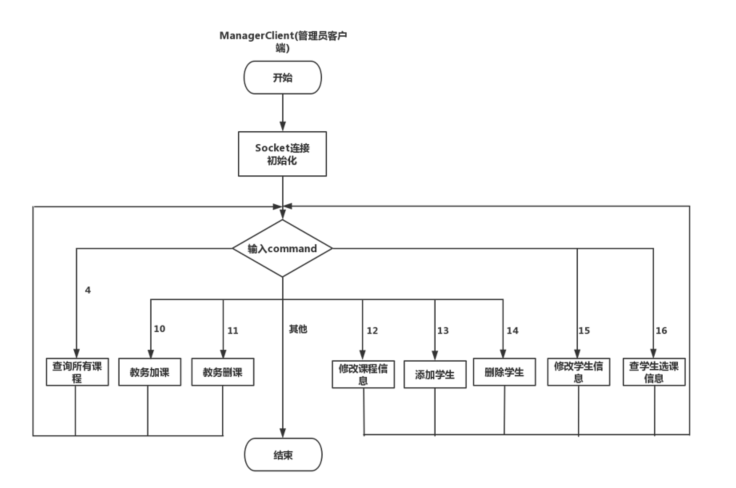 ManagerClient(管理员客户
端)
开始
Socket连接
初始化
输入command
4
10
11
其他
12
13
14
15
16
查询所有课
程
教务加课
教务删课
修改课程信
息
添加学生
删除学生
修改学生信
息
查学生选课
信息
结束